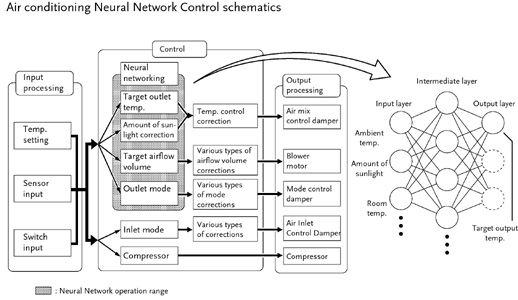 Air conditioning Neural Network Control schematics
Control
Input
processing
Temp.
setting
Sensor
input
Switch
input
Neural
networking
Target outlet
temp.
Amount of sun-
light correction
Target airflow
volume
Outlet mode
Inlet mode
Compressor
Temp. control
correction
Various types of
airflow volume
corrections
Various types
of mode
corrections
Various types
of corrections
Output
processing
Air mix
control damper
Blower
motor
Mode control
damper
Air Inlet
Control Damper
Compressor
Intermediate layer
Input layer
Output layer
Ambient
temp.
Amount of
sunlight
Room
temp.
Target output
temp.
: Neural Network operation range